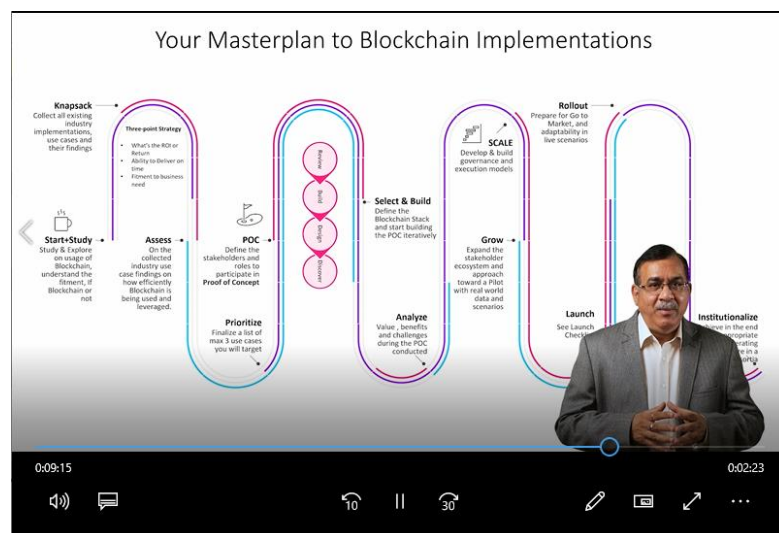 Your Masterplan to Blockchain Implementations
Knapsack
Collect all existing
industry
implementations,
use cases and
their findings
Three-point Strategy
• What's the ROI or
Return
• Ability to Deliver on
time
• Fitment to business
need
Start+Study
Study & Explore
on usage of
Blockchain,
understand the
fitment, If
Blockchain or
not
Assess
On the
collected
industry use
case findings on
how efficiently
Blockchain is
being used and
leveraged.
Prioritize
Finalize a list of
max 3 use cases
you will target
POC
Define the
stakeholders and
roles to
participate in
Proof of Concept
Review
Build
Design
Discover
Select & Build
Define the
Blockchain Stack
and start building
the POC iteratively
Analyze
Value , benefits
and challenges
during the POC
conducted
SCALE
Develop & build
governance and
execution models
Grow
Expand the
stakeholder
ecosystem and
approach
toward a Pilot
with real world
data and
scenarios
Rollout
Prepare for Go to
Market, and
adaptability in
live scenarios
Launch
See Launch
Institutionalize
in the end
in a
0:09:15
0:02:23
10
30